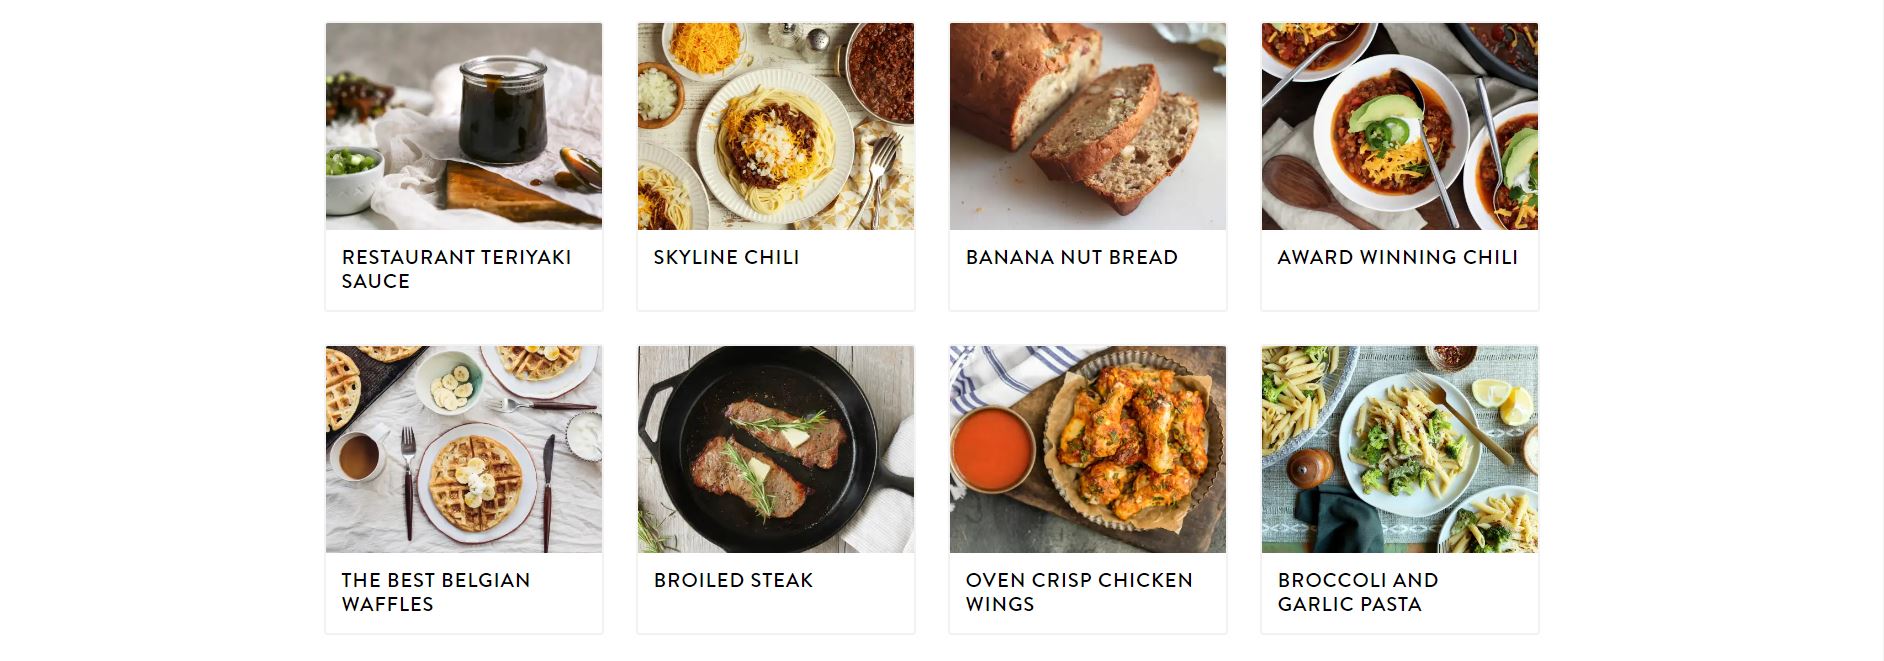 RESTAURANT TERIYAKI
SAUCE
SKYLINE CHILI
BANANA NUT BREAD
AWARD WINNING CHILI
THE BEST BELGIAN
WAFFLES
BROILED STEAK
OVEN CRISP CHICKEN
WINGS
BROCCOLI AND
GARLIC PASTA